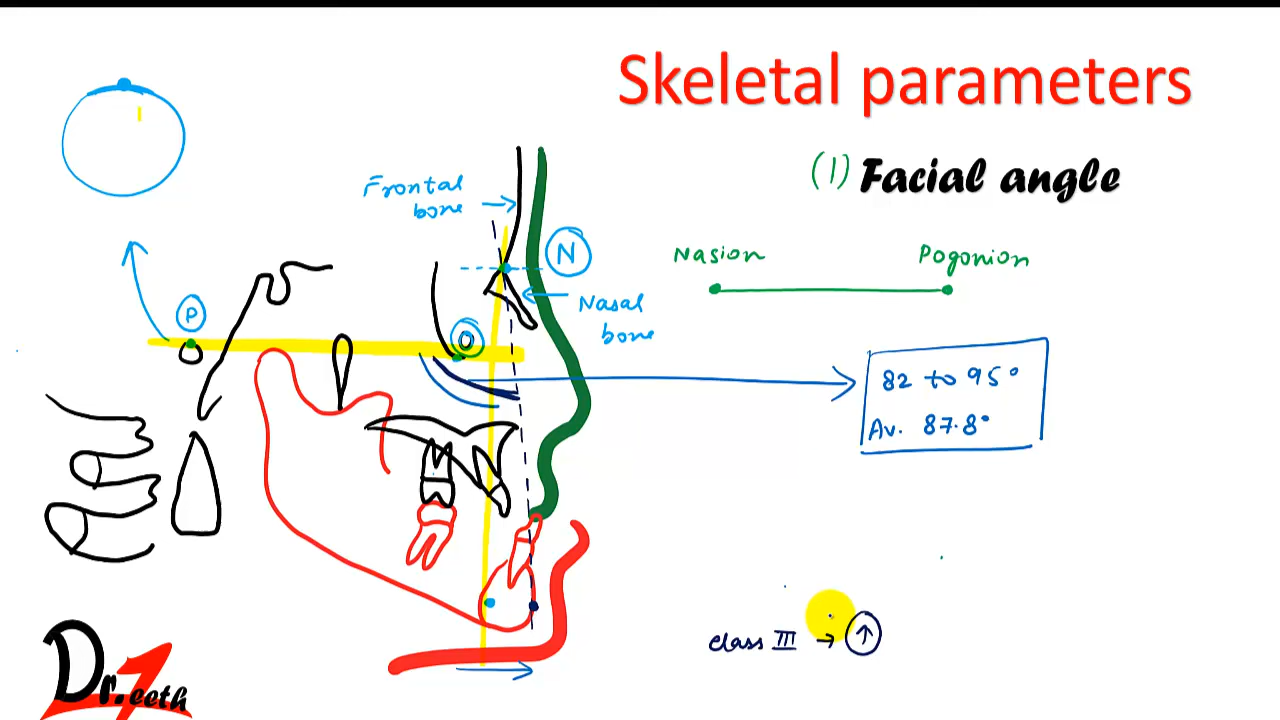 Skeletal parameters
(1) Facial angle
Frontal
bone
N
Nasion
Pogonion
Nasal
bone
P
O
82 to 95°
Av. 87.8°
class III → ↑
Dr.eeth